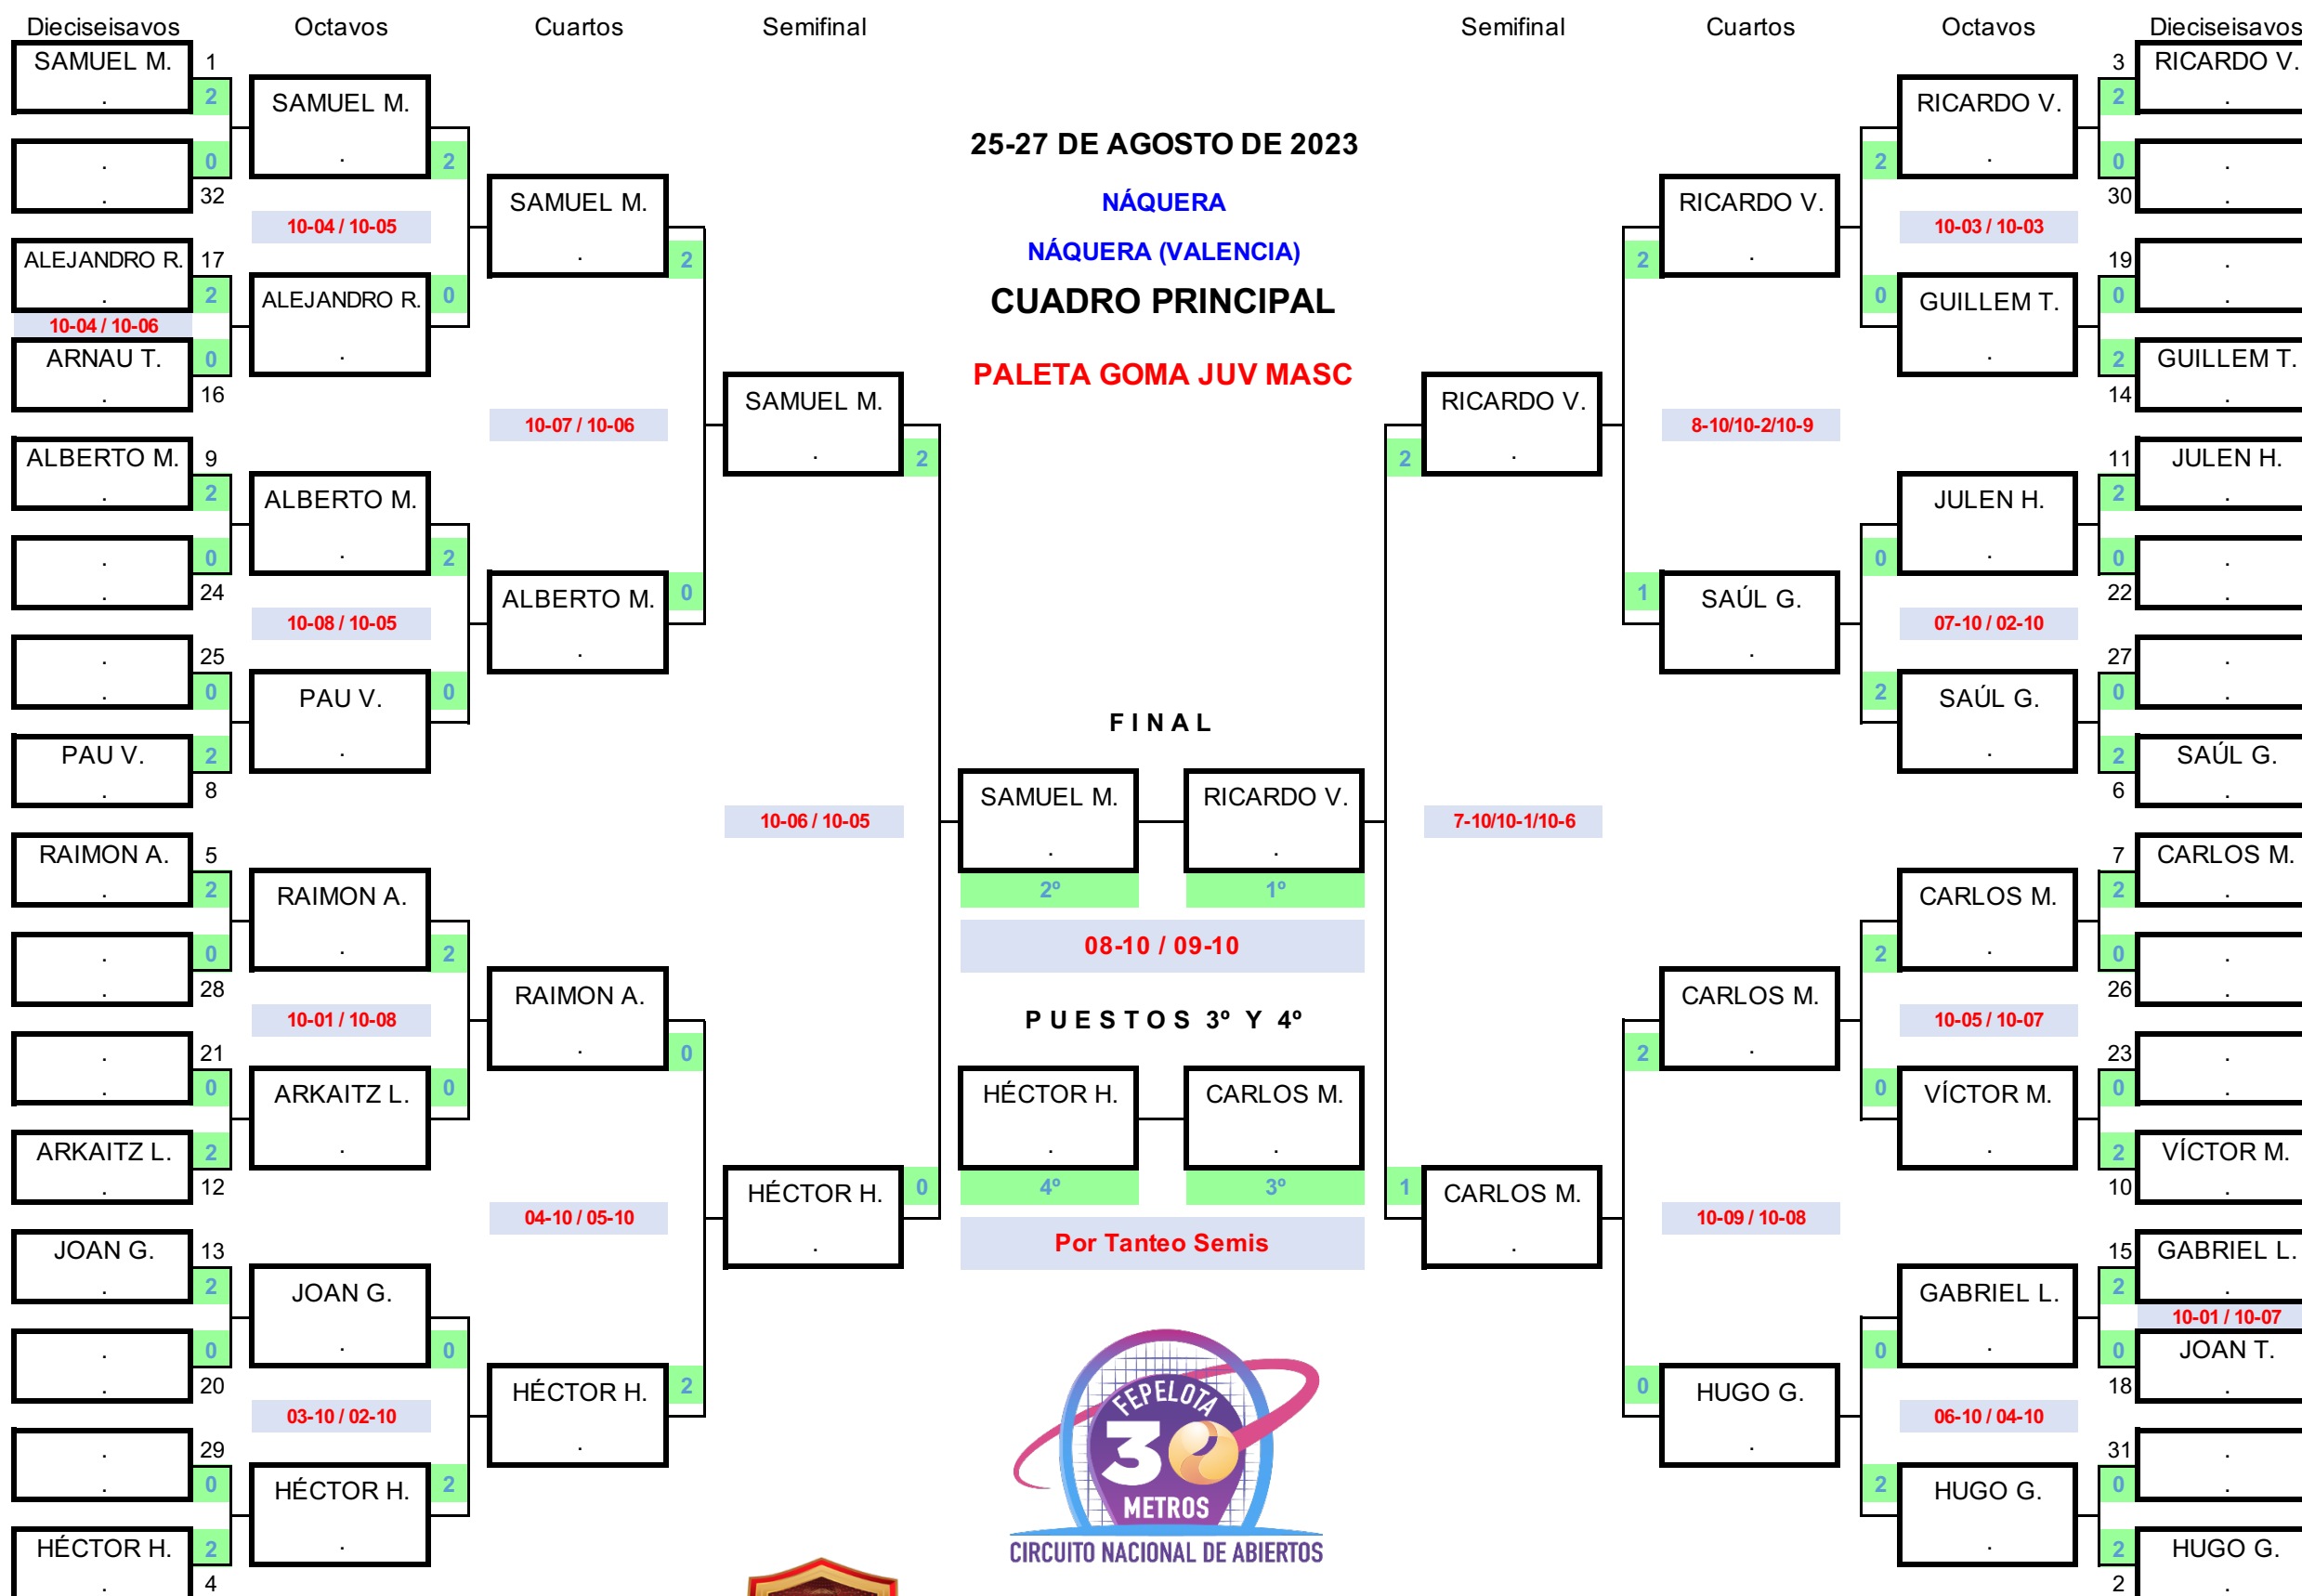 Dieciseisavos Octavos Cuartos Semifinal Semifinal Cuartos Octavos Dieciseisavos
SAMUEL M. 1
. 2
. 0
. 32
ALEJANDRO R. 17
. 2
10-04 / 10-06
ARNAU T. 0
. 16
ALBERTO M. 9
. 2
. 0
. 24
. 25
. 0
PAU V. 2
. 8
RAIMON A. 5
. 2
. 0
. 28
. 21
. 0
ARKAITZ L. 2
. 12
JOAN G. 13
. 2
. 0
. 20
. 29
. 0
HÉCTOR H. 2
. 4
SAMUEL M.
. 2
10-04 / 10-05
ALEJANDRO R. 0
.
ALBERTO M.
. 2
10-08 / 10-05
PAU V. 0
.
RAIMON A.
. 2
10-01 / 10-08
ARKAITZ L. 0
.
JOAN G.
. 0
03-10 / 02-10
HÉCTOR H. 2
.
SAMUEL M.
. 2
10-07 / 10-06
ALBERTO M. 0
.
RAIMON A.
. 0
04-10 / 05-10
HÉCTOR H. 2
.
SAMUEL M.
. 2
10-06 / 10-05
HÉCTOR H. 0
.
25-27 DE AGOSTO DE 2023
NÁQUERA
NÁQUERA (VALENCIA)
CUADRO PRINCIPAL
PALETA GOMA JUV MASC
FINAL
SAMUEL M. RICARDO V.
. .
2º 1º
08-10 / 09-10
PUESTOS 3º Y 4º
HÉCTOR H. CARLOS M.
. .
4º 3º
Por Tanteo Semis
FEPELOTA
30
METROS
CIRCUITO NACIONAL DE ABIERTOS
RICARDO V.
2 .
7-10/10-1/10-6
1 CARLOS M.
.
RICARDO V.
2 .
8-10/10-2/10-9
1 SAÚL G.
.
CARLOS M.
2 .
10-09 / 10-08
0 HUGO G.
.
RICARDO V.
2 .
10-03 / 10-03
0 GUILLEM T.
.
JULEN H.
0 .
07-10 / 02-10
2 SAÚL G.
.
CARLOS M.
2 .
10-05 / 10-07
0 VÍCTOR M.
.
GABRIEL L.
0 .
06-10 / 04-10
2 HUGO G.
.
3 RICARDO V.
2 .
0 .
30 .
19 .
0 .
2 GUILLEM T.
14 .
11 JULEN H.
2 .
0 .
22 .
27 .
0 .
2 SAÚL G.
6 .
7 CARLOS M.
2 .
0 .
26 .
23 .
0 .
2 VÍCTOR M.
10 .
15 GABRIEL L.
2 .
10-01 / 10-07
0 JOAN T.
18 .
31 .
0 .
2 HUGO G.
2 .